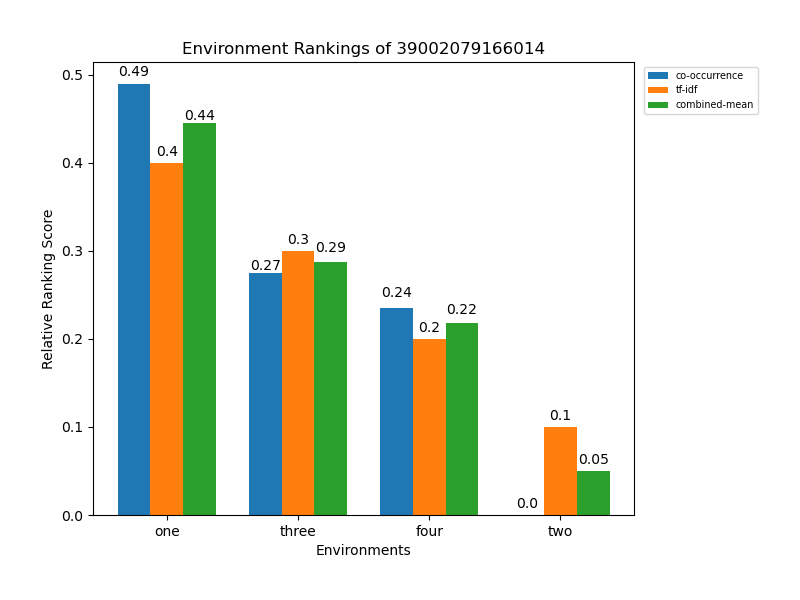 Environment Rankings of 39002079166014
co-occurrence
tf-idf
combined-mean
Relative Ranking Score
0.5
0.4
0.3
0.2
0.1
0.0
0.49
0.4
0.44
0.27
0.3
0.29
0.24
0.2
0.22
0.0
0.1
0.05
one three four two
Environments